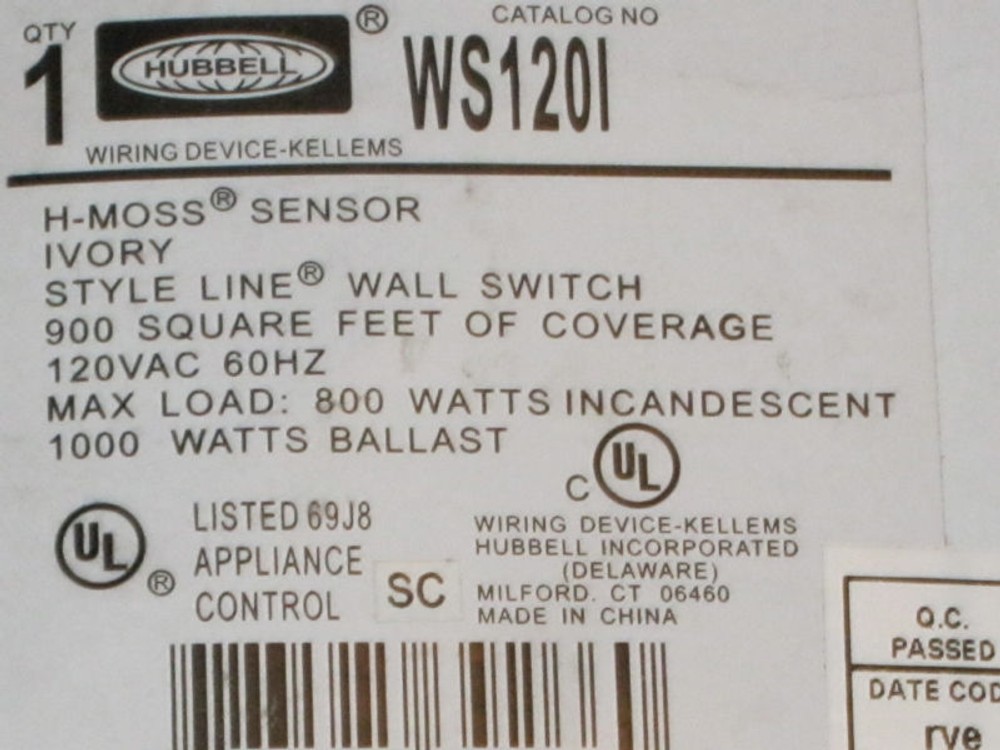 QTY
1
HUBBELL®
CATALOG NO
WS120I
WIRING DEVICE-KELLEMS
H-MOSS® SENSOR
IVORY
STYLE LINE® WALL SWITCH
900 SQUARE FEET OF COVERAGE
120VAC 60HZ
MAX LOAD: 800 WATTS INCANDESCENT
1000 WATTS BALLAST
C UL
UL ®
LISTED 69J8
APPLIANCE
CONTROL
SC
WIRING DEVICE-KELLEMS
HUBBELL INCORPORATED
(DELAWARE)
MILFORD. CT 06460
MADE IN CHINA
Q.C.
PASSED
DATE COD
rve